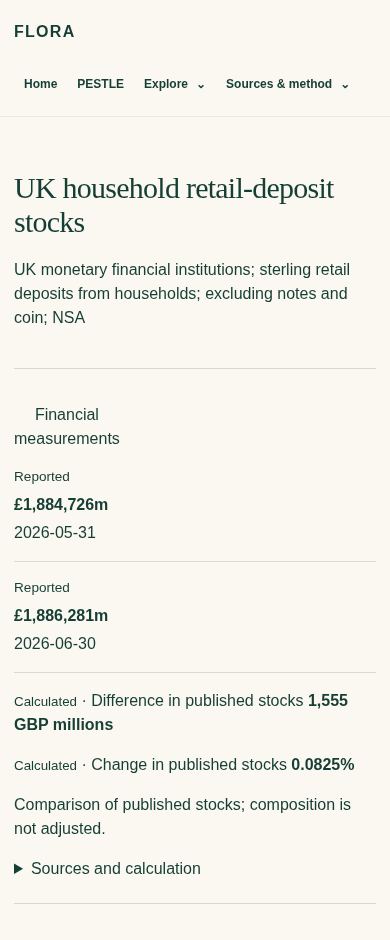 FLORA
Home PESTLE Explore ⌄ Sources & method ⌄
UK household retail-deposit
stocks
UK monetary financial institutions; sterling retail
deposits from households; excluding notes and
coin; NSA
Financial
measurements
Reported
£1,884,726m
2026-05-31
Reported
£1,886,281m
2026-06-30
Calculated · Difference in published stocks 1,555
GBP millions
Calculated · Change in published stocks 0.0825%
Comparison of published stocks; composition is
not adjusted.
▶ Sources and calculation